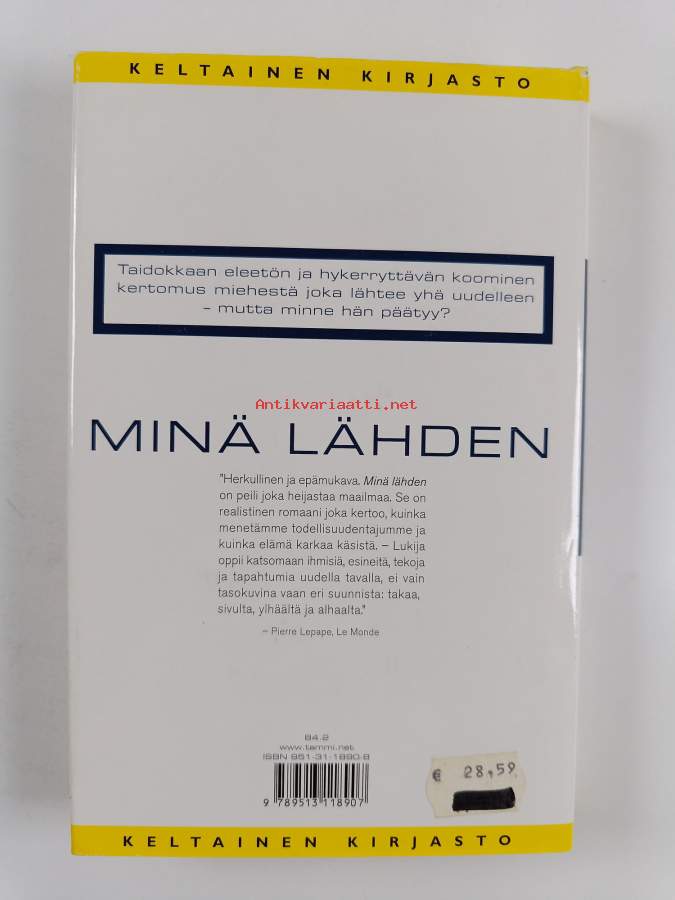 KELTAINEN KIRJASTO
Taidokkaan eleetön ja hykerryttävän koominen
kertomus miehestä joka lähtee yhä uudelleen
– mutta minne hän päätyy?
Antikvariaatti.net
MINÄ LÄHDEN
"Herkullinen ja epämukava. Minä lähden
on peili joka heijastaa maailmaa. Se on
realistinen romaani joka kertoo, kuinka
menetämme todellisuudentajumme ja
kuinka elämä karkaa käsistä. – Lukija
oppii katsomaan ihmisiä, esineitä, tekoja
ja tapahtumia uudella tavalla, ei vain
tasokuvina vaan eri suunnista: takaa,
sivulta, ylhäältä ja alhaalta."
– Pierre Lepape, Le Monde
84.2
www.tammi.net
ISBN 951-31-1890-8
9 789513 118907
€ 28,59
KELTAINEN KIRJASTO